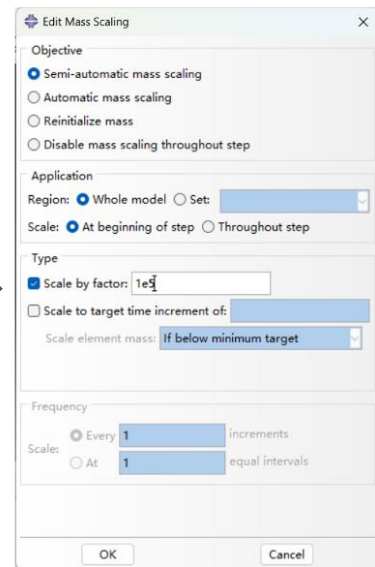 Edit Mass Scaling
Objective
Semi-automatic mass scaling
Automatic mass scaling
Reinitialize mass
Disable mass scaling throughout step
Application
Region: Whole model Set:
Scale: At beginning of step Throughout step
Type
Scale by factor: 1e5
Scale to target time increment of:
Scale element mass: If below minimum target
Frequency
Scale:
Every 1 increments
At 1 equal intervals
OK Cancel